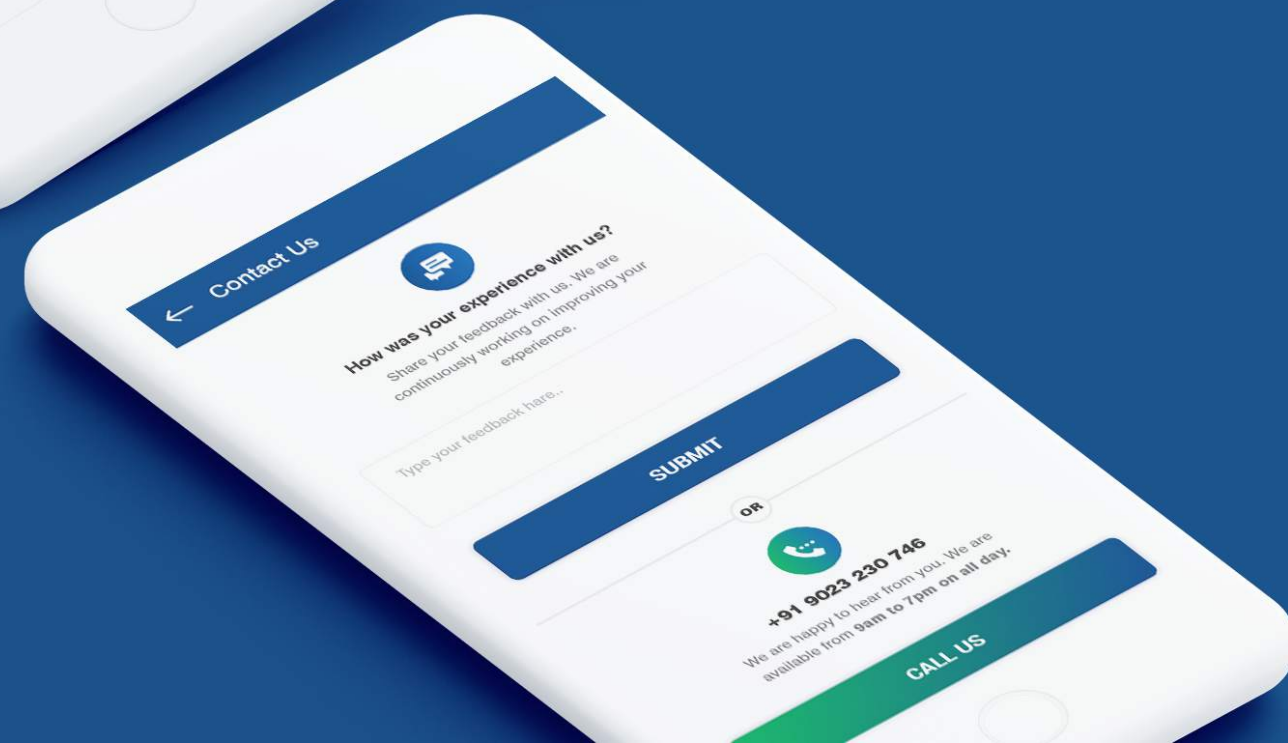 Contact Us
How was your experience with us?
Share your feedback with us. We are
continuously working on improving your
experience.
Type your feedback hare..
SUBMIT
OR
+91 9023 230 746
We are happy to hear from you. We are
available from 9am to 7pm on all day.
CALL US